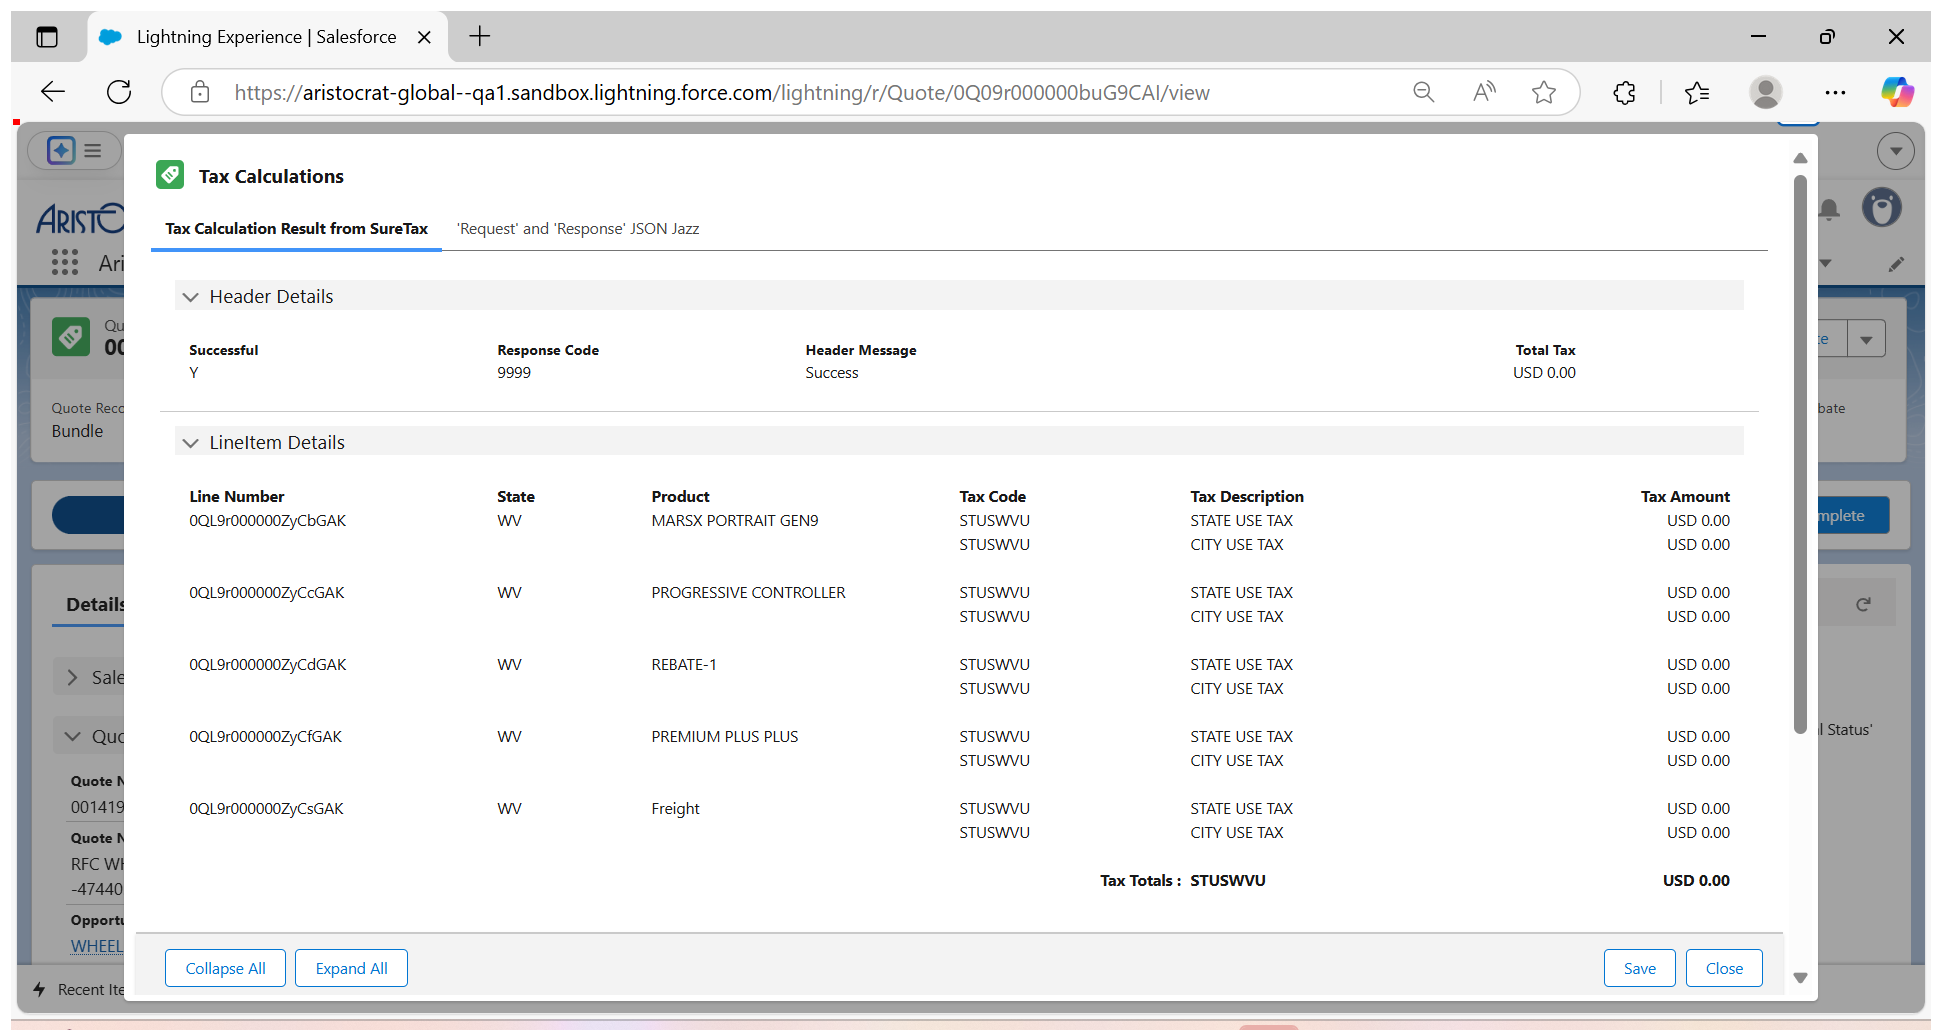 Lightning Experience | Salesforce
https://aristocrat-global--qa1.sandbox.lightning.force.com/lightning/r/Quote/0Q09r000000buG9CAI/view
Tax Calculations
Tax Calculation Result from SureTax 'Request' and 'Response' JSON Jazz
Header Details
Successful Response Code Header Message Total Tax
Y 9999 Success USD 0.00
LineItem Details
Line Number State Product Tax Code Tax Description Tax Amount
0QL9r000000ZyCbGAK WV MARSX PORTRAIT GEN9 STUSWVU STATE USE TAX USD 0.00
STUSWVU CITY USE TAX USD 0.00
0QL9r000000ZyCcGAK WV PROGRESSIVE CONTROLLER STUSWVU STATE USE TAX USD 0.00
STUSWVU CITY USE TAX USD 0.00
0QL9r000000ZyCdGAK WV REBATE-1 STUSWVU STATE USE TAX USD 0.00
STUSWVU CITY USE TAX USD 0.00
0QL9r000000ZyCfGAK WV PREMIUM PLUS PLUS STUSWVU STATE USE TAX USD 0.00
STUSWVU CITY USE TAX USD 0.00
0QL9r000000ZyCsGAK WV Freight STUSWVU STATE USE TAX USD 0.00
STUSWVU CITY USE TAX USD 0.00
Tax Totals : STUSWVU USD 0.00
Collapse All Expand All Save Close
ARISTO
Ari
Qu
00
Quote Reco
Bundle
bate
mplete
Details
Sale
Quo
l Status'
Quote N
001419
Quote N
RFC WH
-47440
Opportu
WHEEL
Recent Ite